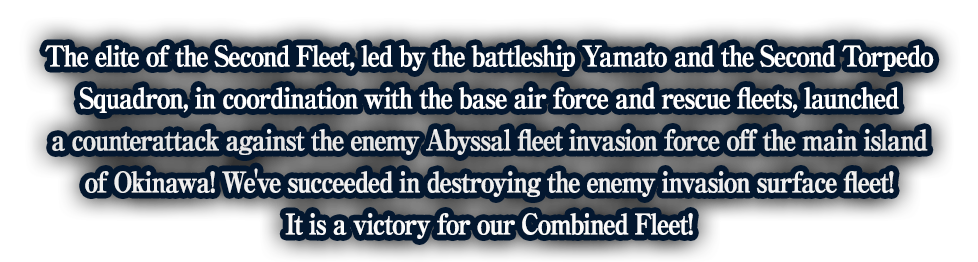 The elite of the Second Fleet, led by the battleship Yamato and the Second Torpedo
Squadron, in coordination with the base air force and rescue fleets, launched
a counterattack against the enemy Abyssal fleet invasion force off the main island
of Okinawa! We've succeeded in destroying the enemy invasion surface fleet!
It is a victory for our Combined Fleet!